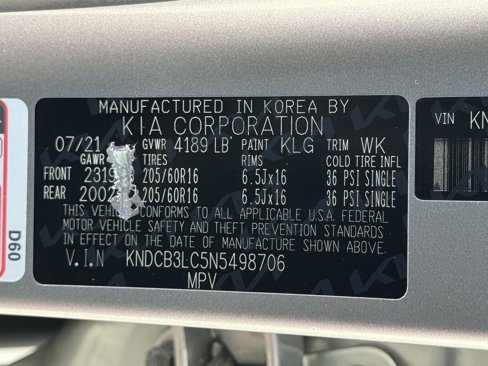 MANUFACTURED IN KOREA BY
KIA CORPORATION
07/21 GVWR 4189 LB PAINT KLG TRIM WK
GAWR TIRES RIMS COLD TIRE INFL
FRONT 2319 205/60R16 6.5Jx16 36 PSI SINGLE
REAR 2002 205/60R16 6.5Jx16 36 PSI SINGLE
THIS CONFORMS TO ALL APPLICABLE U.S.A. FEDERAL
MOTOR VEHICLE SAFETY AND THEFT PREVENTION STANDARDS
IN EFFECT ON THE DATE OF MANUFACTURE SHOWN ABOVE.
V.I.N KNDCB3LC5N5498706
MPV
D60
VIN KN